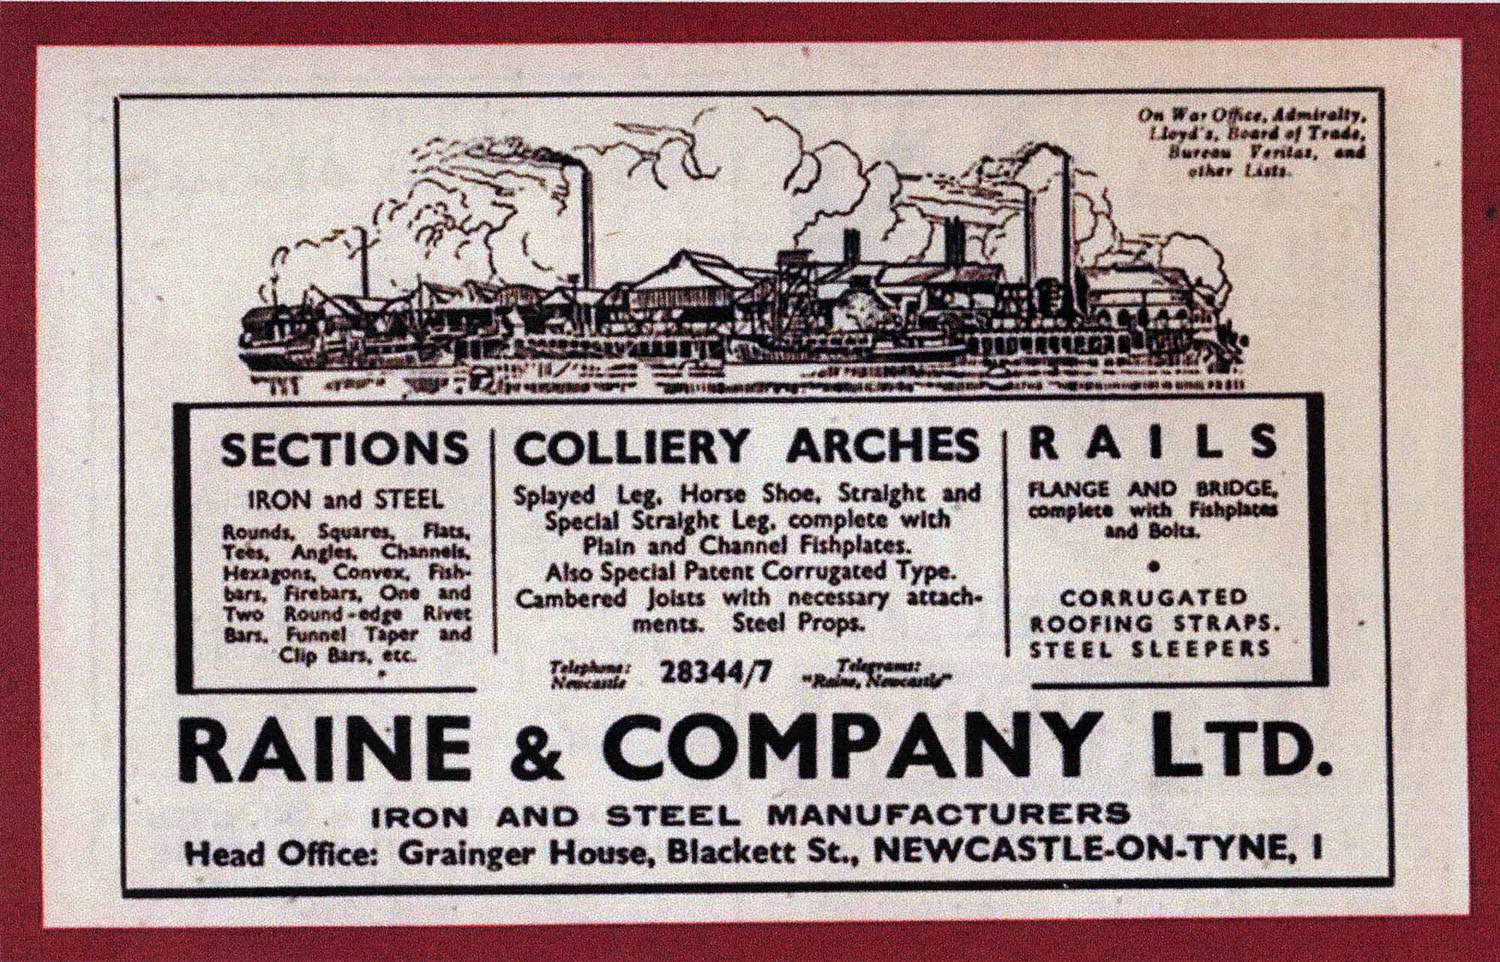 On War Office, Admiralty,
Lloyd's, Board of Trade,
Bureau Veritas, and
other Lists.
SECTIONS
IRON and STEEL
Rounds, Squares, Flats,
Tees, Angles, Channels,
Hexagons, Convex, Fish-
bars, Firebars, One and
Two Round-edge Rivet
Bars, Funnel Taper and
Clip Bars, etc.
COLLIERY ARCHES
Splayed Leg, Horse Shoe, Straight and
Special Straight Leg, complete with
Plain and Channel Fishplates.
Also Special Patent Corrugated Type.
Cambered Joists with necessary attach-
ments. Steel Props.
RAILS
FLANGE AND BRIDGE,
complete with Fishplates
and Bolts.
•
CORRUGATED
ROOFING STRAPS.
STEEL SLEEPERS
Telephone:
Newcastle
28344/7
Telegrams:
"Raine, Newcastle"
RAINE & COMPANY LTD.
IRON AND STEEL MANUFACTURERS
Head Office: Grainger House, Blackett St., NEWCASTLE-ON-TYNE, 1